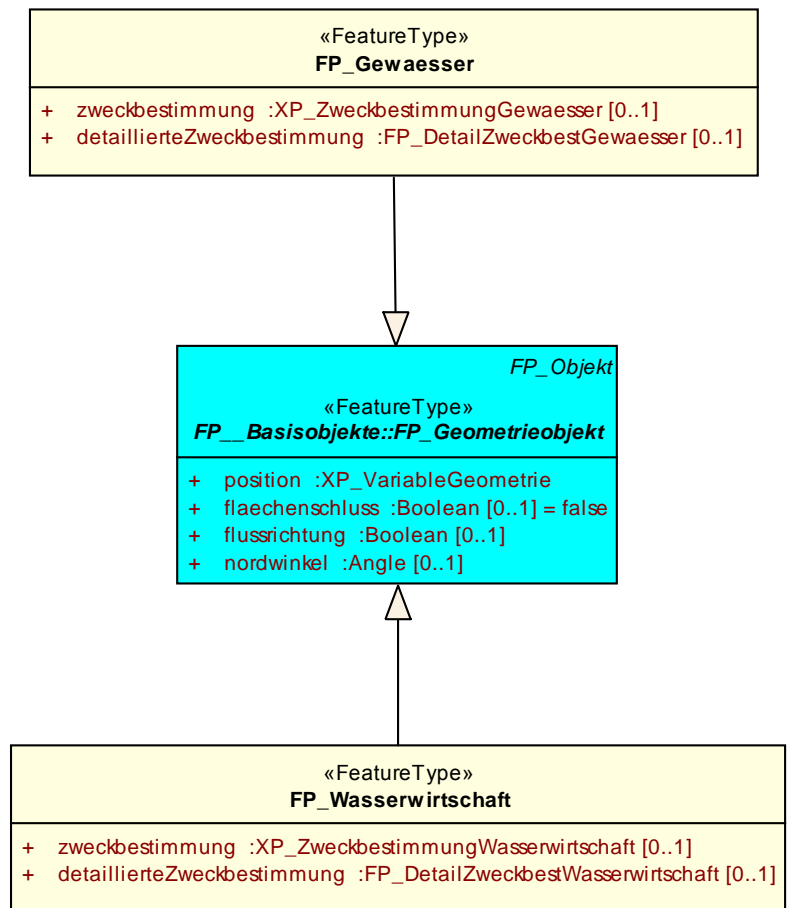 «FeatureType»
FP_Gewaesser
+ zweckbestimmung :XP_ZweckbestimmungGewaesser [0..1]
+ detaillierteZweckbestimmung :FP_DetailZweckbestGewaesser [0..1]
FP_Objekt
«FeatureType»
FP__Basisobjekte::FP_Geometrieobjekt
+ position :XP_VariableGeometrie
+ flaechenschluss :Boolean [0..1] = false
+ flussrichtung :Boolean [0..1]
+ nordwinkel :Angle [0..1]
«FeatureType»
FP_Wasserwirtschaft
+ zweckbestimmung :XP_ZweckbestimmungWasserwirtschaft [0..1]
+ detaillierteZweckbestimmung :FP_DetailZweckbestWasserwirtschaft [0..1]